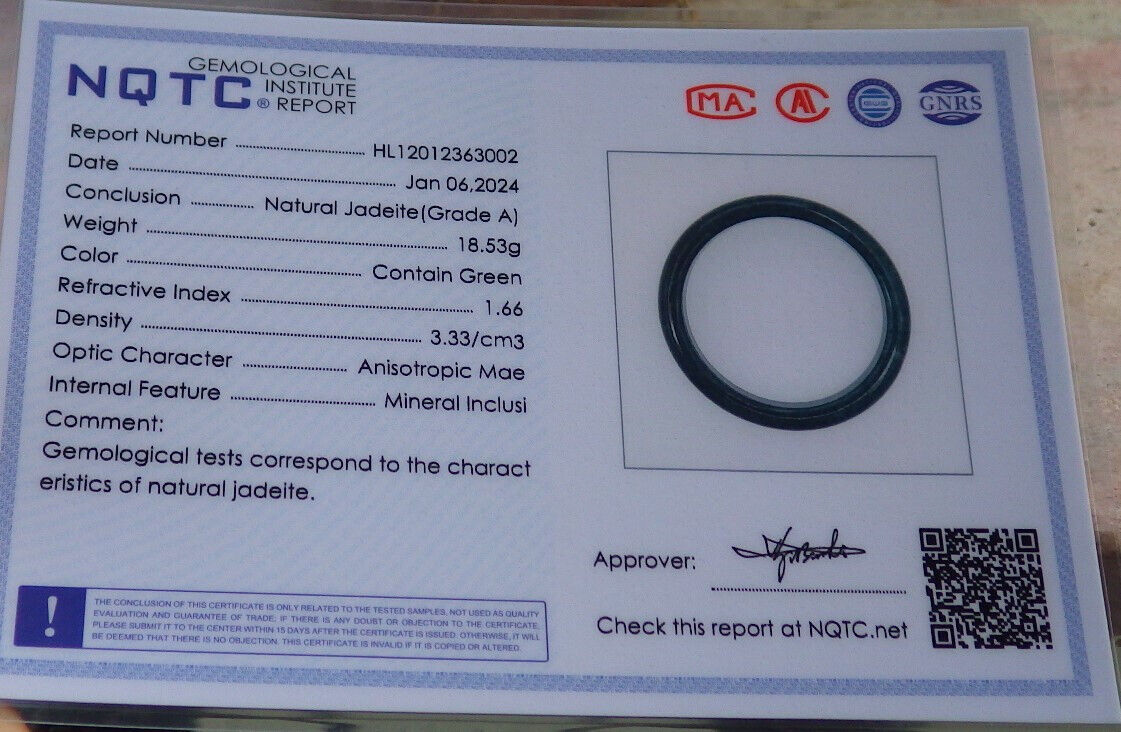 NQTC® GEMOLOGICAL INSTITUTE REPORT
MA AL GNRS
Report Number HL12012363002
Date Jan 06,2024
Conclusion Natural Jadeite(Grade A)
Weight 18.53g
Color Contain Green
Refractive Index 1.66
Density 3.33/cm3
Optic Character Anisotropic Mae
Internal Feature Mineral Inclusi
Comment:
Gemological tests correspond to the charact
eristics of natural jadeite.
! THE CONCLUSION OF THIS CERTIFICATE IS ONLY RELATED TO THE TESTED SAMPLES, NOT USED AS QUALITY
EVALUATION AND GUARANTEE OF TRADE; IF THERE IS ANY DOUBT OR OBJECTION TO THE CERTIFICATE,
PLEASE SUBMIT IT TO THE CENTER WITHIN 15 DAYS AFTER THE CERTIFICATE IS ISSUED. OTHERWISE, IT WILL
BE DEEMED THAT THERE IS NO OBJECTION. THIS CERTIFICATE IS INVALID IF IT IS COPIED OR ALTERED.
Approver:
Check this report at NQTC.net